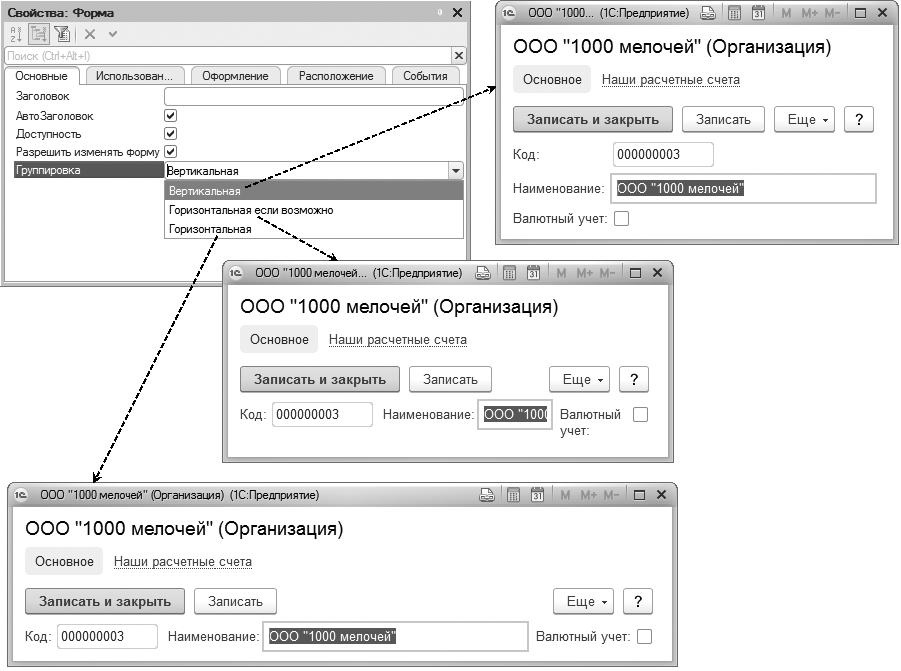 Свойства: Форма
Поиск (Ctrl+Alt+I)
Основные Использован... Оформление Расположение События
Заголовок
АвтоЗаголовок
Доступность
Разрешить изменять форму
Группировка Вертикальная
Вертикальная
Горизонтальная если возможно
Горизонтальная
1С ООО "1000... (1С:Предприятие) 31 M M+ M-
ООО "1000 мелочей" (Организация)
Основное Наши расчетные счета
Записать и закрыть Записать Еще ?
Код: 000000003
Наименование: ООО "1000 мелочей"
Валютный учет:
1С ООО "1000 мелочей... (1С:Предприятие) 31 M M+ M-
ООО "1000 мелочей" (Организация)
Основное Наши расчетные счета
Записать и закрыть Записать Еще ?
Код: 000000003 Наименование: ООО "100 Валютный
учет:
1С ООО "1000 мелочей" (Организация) (1С:Предприятие) 31 M M+ M-
ООО "1000 мелочей" (Организация)
Основное Наши расчетные счета
Записать и закрыть Записать Еще ?
Код: 000000003 Наименование: ООО "1000 мелочей" Валютный учет: